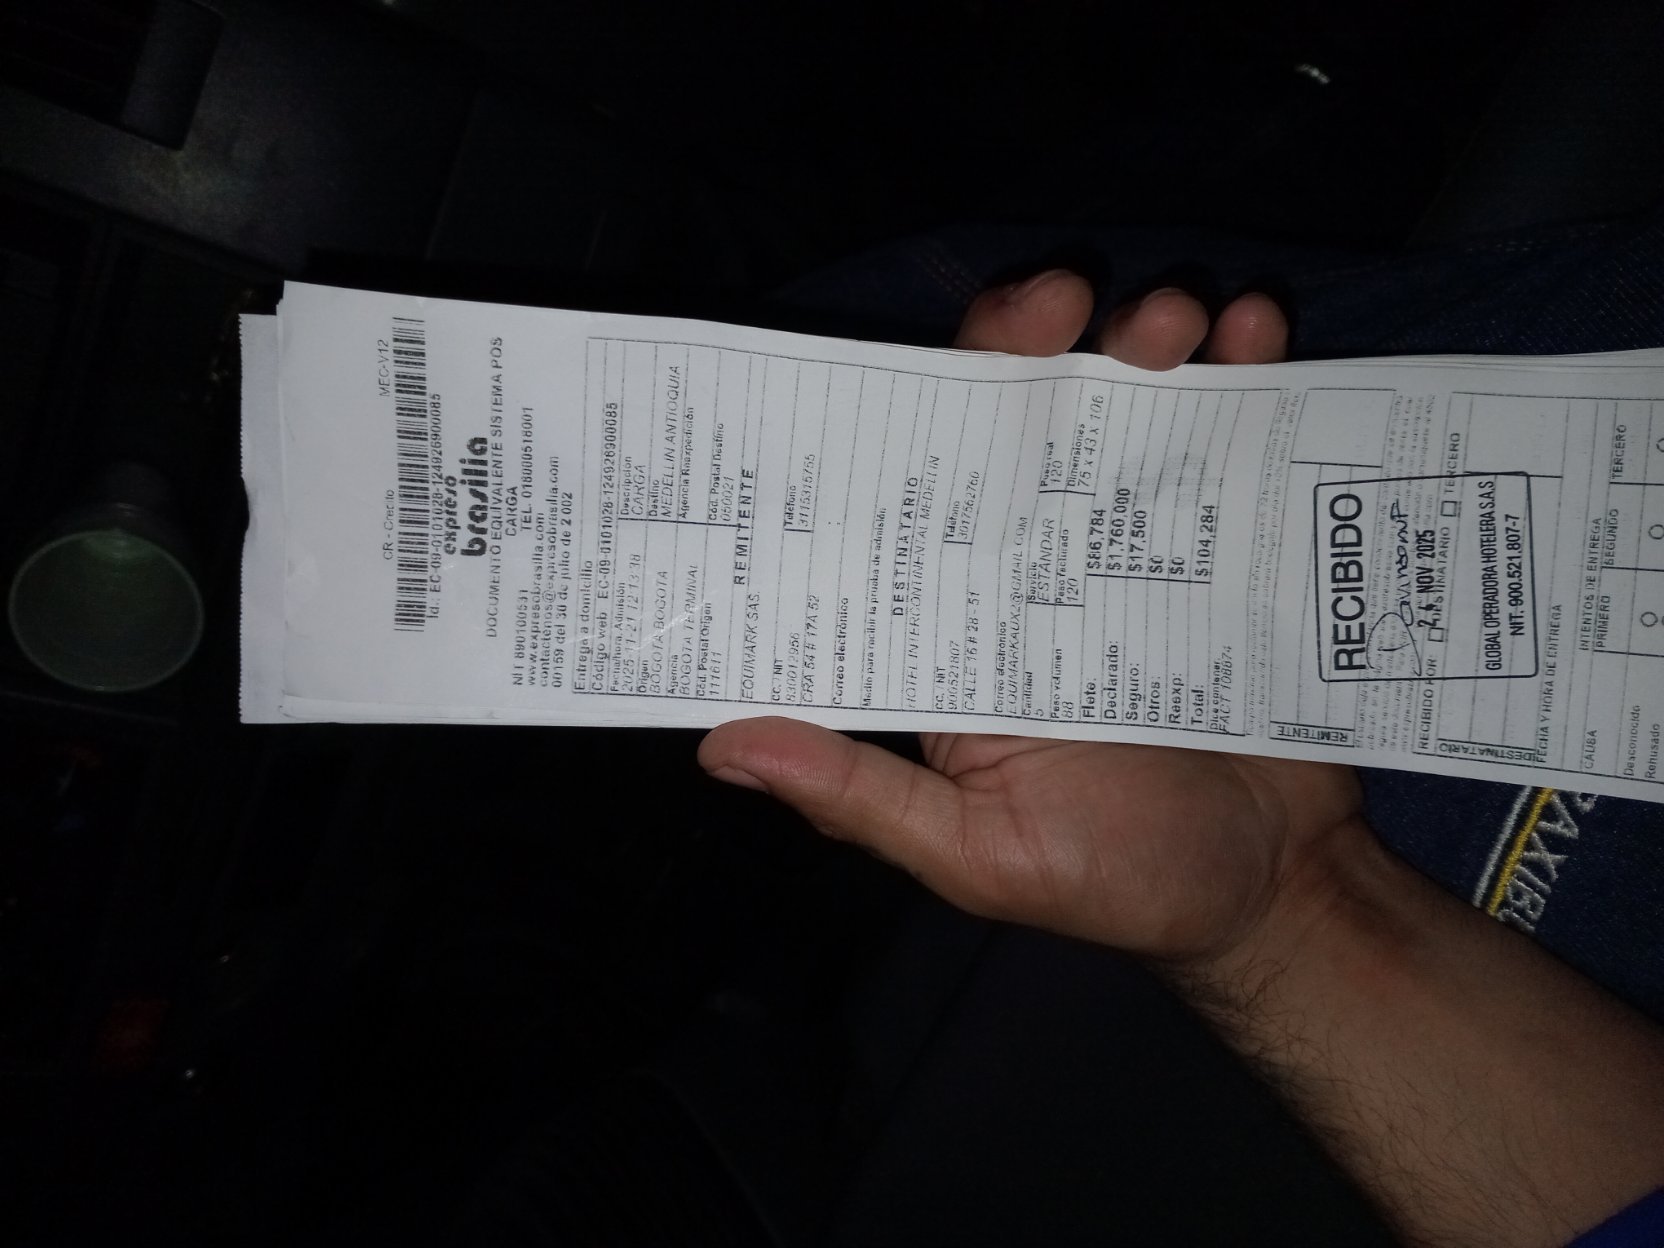 CR - Crédito MEC-V12
Id.: EC-09-0101028-12492690008S
expreso
brasilia
DOCUMENTO EQUIVALENTE SISTEMA POS
CARGA
NIT 890100531 TEL. 018000518001
www.expresobrasilia.com
contactenos@expresobrasilia.com
00159 del 30 de julio de 2 002
Entrega a domicilio
Código web EC-09-0101028-124926900085
Fecha/hora. Admisión Descripción
2025-11-21 12:13:38 CARGA
Origen Destino
BOGOTA BOGOTA MEDELLIN ANTIOQUIA
Agencia Agencia Reexpedición
BOGOTA TERMINAL
Cód. Postal Origen Cód. Postal Destino
111611 050021
REMITENTE
EQUIMARK SAS.
CC. / NIT Teléfono
830012956 3115315755
CRA 54 # 17A 52
Correo electrónico
Medio para recibir la prueba de admisión
DESTINATARIO
HOTEL INTERCONTINENTAL MEDELLIN
CC. / NIT Teléfono
900521807 3017562760
CALLE 16 # 28 - 51
Correo electronico
EQUIMARKAUX2@GMAIL.COM
Cantidad Servicio Peso real
5 ESTANDAR 120
Peso volumen Peso facturado Dimensiones
88 120 75 X 43 X 106
Flete: $86,784
Declarado: $1,760,000
Seguro: $17,500
Otros: $0
Reexp: $0
Total: $104,284
Dice contener:
FACT 108674
REMITENTE
RECIBIDO
RECIBIDO POR: DESTINATARIO TERCERO
21 NOV 2025
GLOBAL OPERADORA HOTELERA S.A.S
NIT. 900.521.807-7
DESTINATARIO
FECHA Y HORA DE ENTREGA
INTENTOS DE ENTREGA
CAUSA PRIMERO SEGUNDO TERCERO
Desconocido
Rehusado